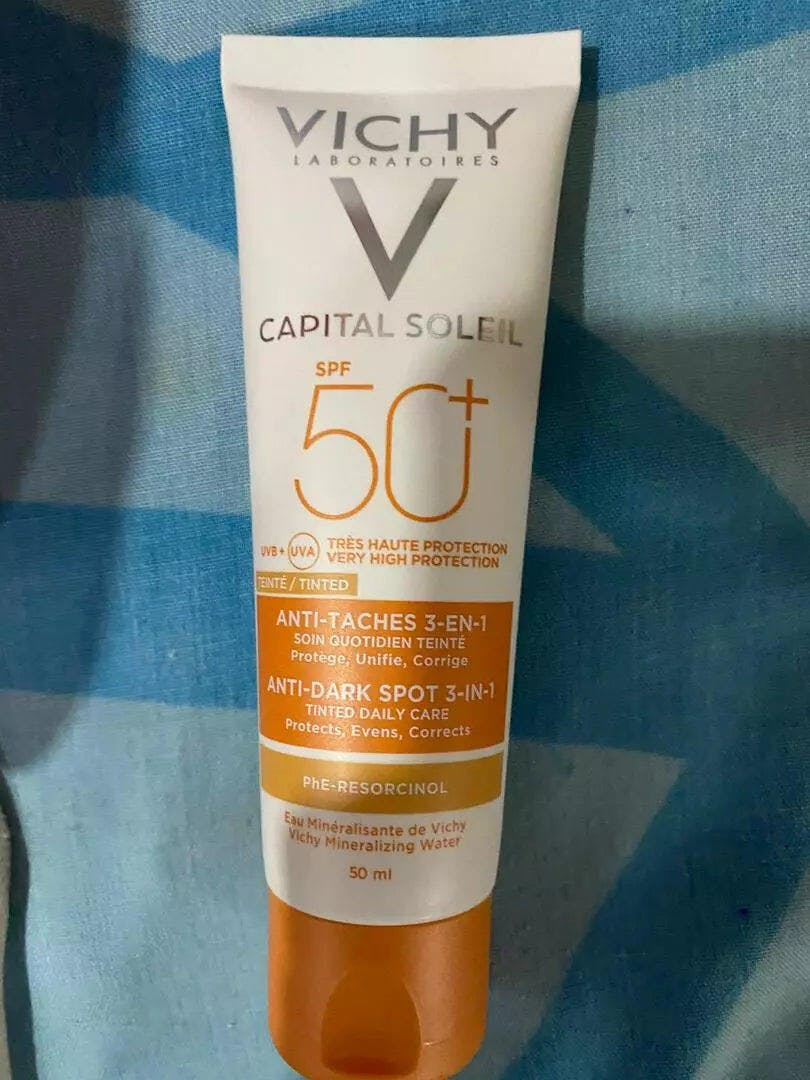 VICHY
LABORATOIRES
V
CAPITAL SOLEIL
SPF
50+
UVB + UVA TRÈS HAUTE PROTECTION
VERY HIGH PROTECTION
TEINTÉ / TINTED
ANTI-TACHES 3-EN-1
SOIN QUOTIDIEN TEINTÉ
Protège, Unifie, Corrige
ANTI-DARK SPOT 3-IN-1
TINTED DAILY CARE
Protects, Evens, Corrects
PhE-RESORCINOL
Eau Minéralisante de Vichy
Vichy Mineralizing Water
50 ml